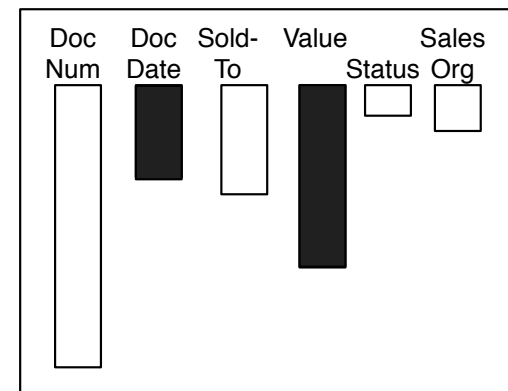 Doc Doc Sold- Value Sales
Num Date To Status Org